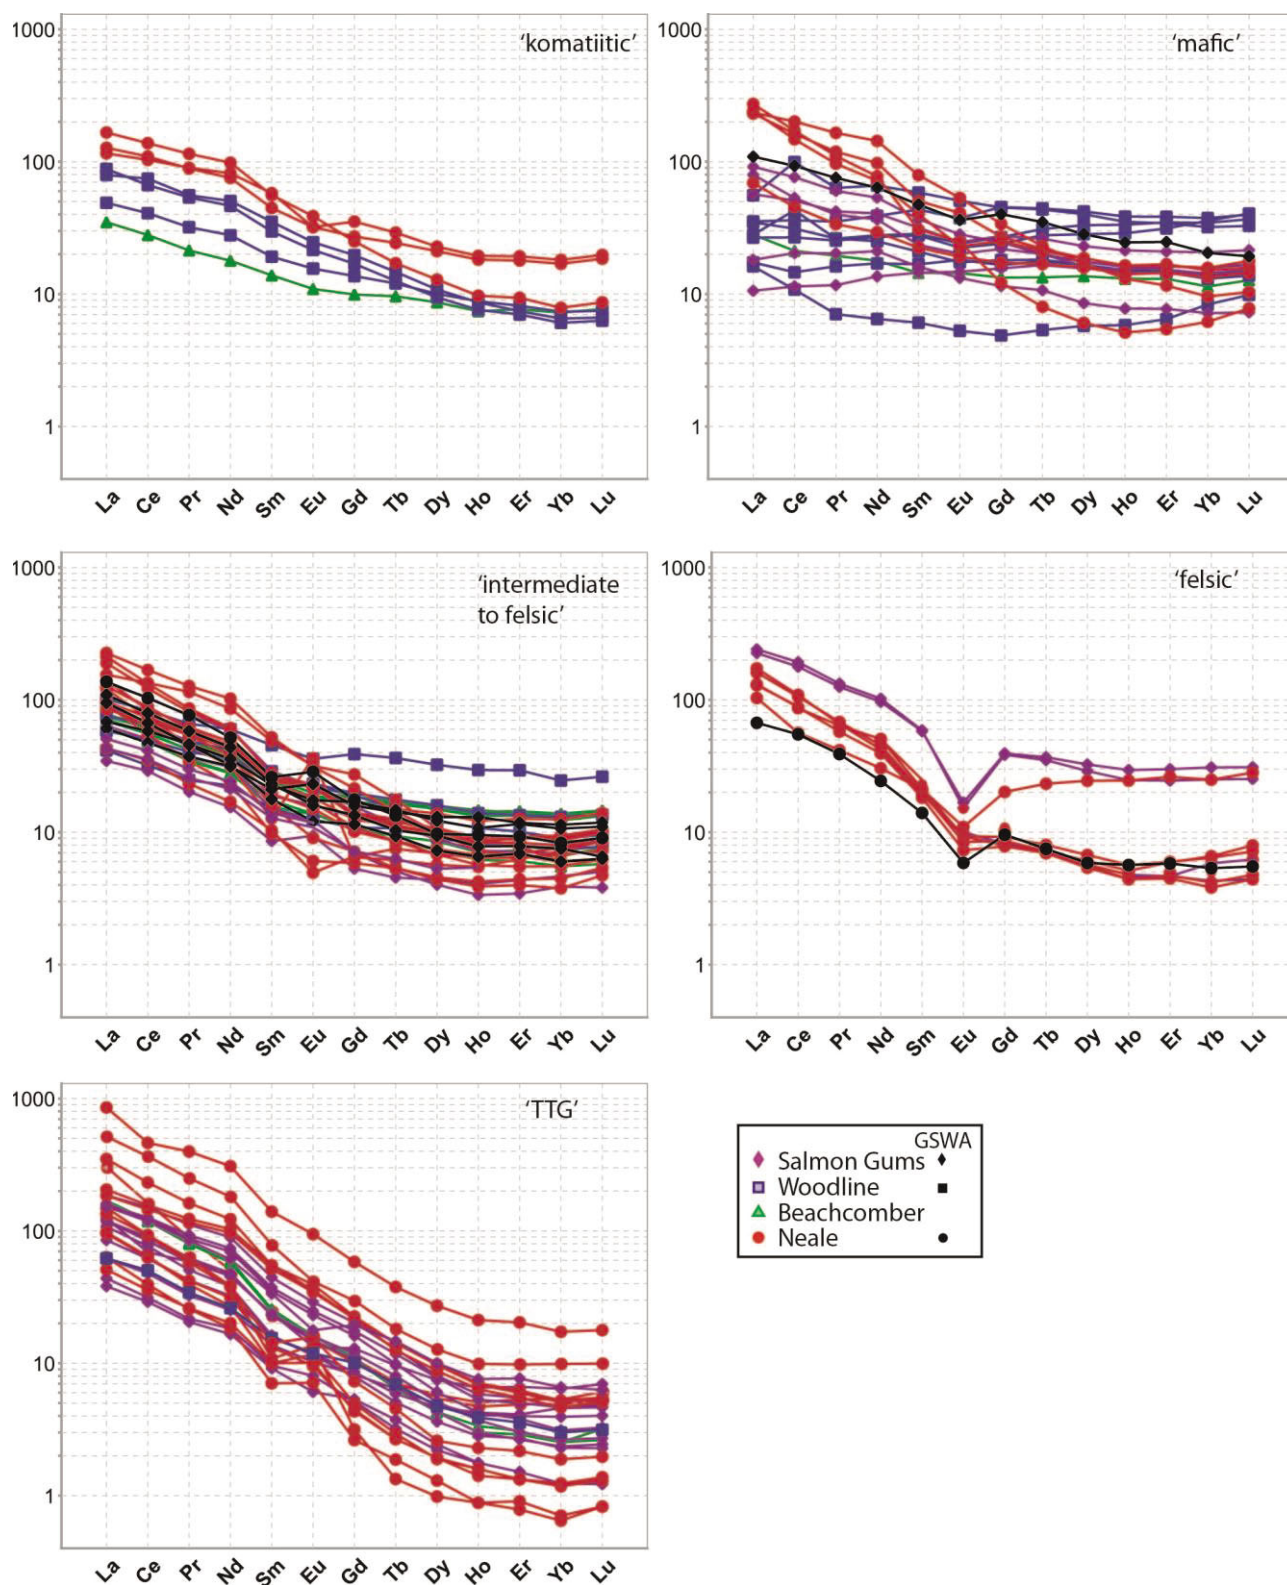 1000
100
10
1
'komatiitic'
La Ce Pr Nd Sm Eu Gd Tb Dy Ho Er Yb Lu
1000
100
10
1
'mafic'
La Ce Pr Nd Sm Eu Gd Tb Dy Ho Er Yb Lu
1000
100
10
1
'intermediate
to felsic'
La Ce Pr Nd Sm Eu Gd Tb Dy Ho Er Yb Lu
1000
100
10
1
'felsic'
La Ce Pr Nd Sm Eu Gd Tb Dy Ho Er Yb Lu
1000
100
10
1
'TTG'
La Ce Pr Nd Sm Eu Gd Tb Dy Ho Er Yb Lu
GSWA
Salmon Gums
Woodline
Beachcomber
Neale